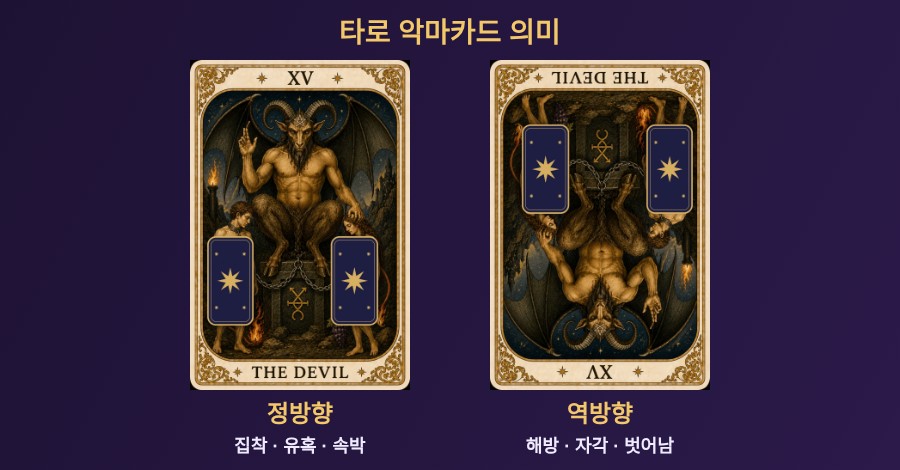 타로 악마카드 의미
XV
THE DEVIL
THE DEVIL
XV
정방향
역방향
집착 · 유혹 · 속박
해방 · 자각 · 벗어남